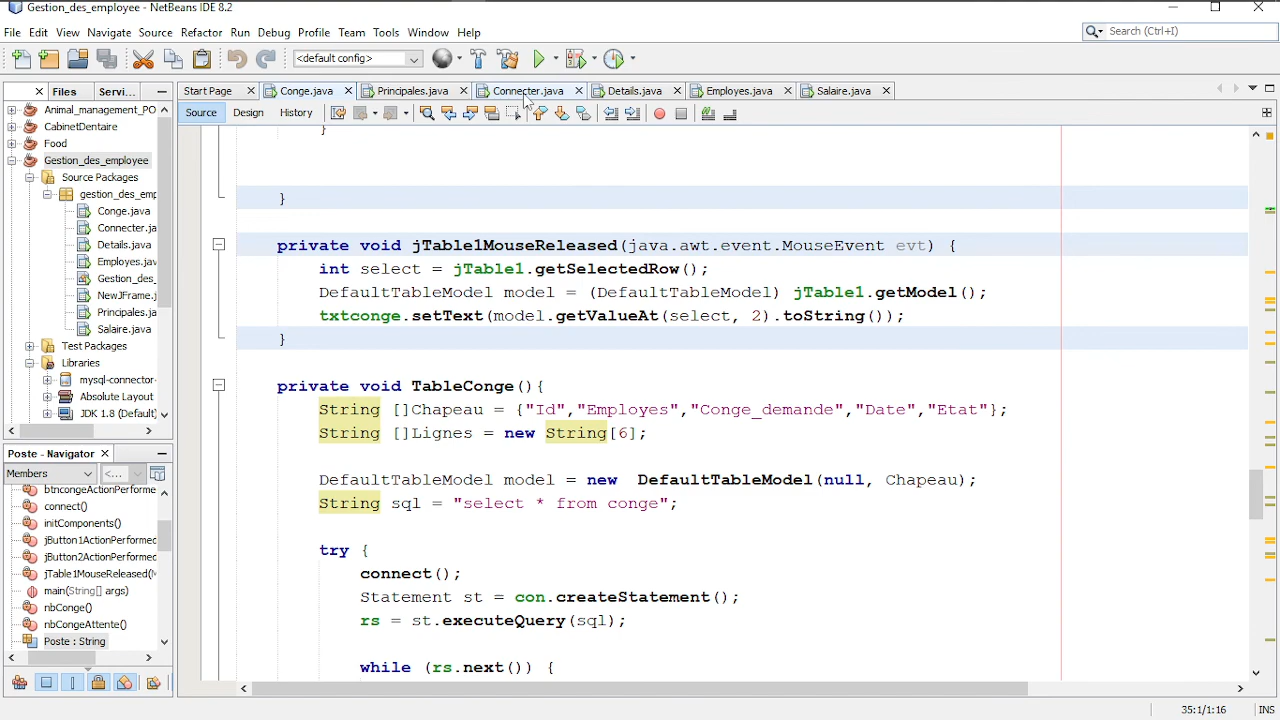 Gestion_des_employee - NetBeans IDE 8.2
File Edit View Navigate Source Refactor Run Debug Profile Team Tools Window Help
Search (Ctrl+I)
<default config>
Files Servi...
Start Page Conge.java Principales.java Connecter.java Details.java Employes.java Salaire.java
Source Design History
Animal_management_PO
CabinetDentaire
Food
Gestion_des_employee
Source Packages
gestion_des_emp
Conge.java
Connecter.ja
Details.java
Employes.jav
Gestion_des_
NewJFrame.j
Principales.ja
Salaire.java
Test Packages
Libraries
mysql-connector-
Absolute Layout
JDK 1.8 (Default)
Poste - Navigator
Members <...
btncongeActionPerforme
connect()
initComponents()
jButton1ActionPerformed
jButton2ActionPerformed
jTable1MouseReleased(M
main(String[] args)
nbConge()
nbCongeAttente()
Poste : String
}
}
private void jTable1MouseReleased(java.awt.event.MouseEvent evt) {
int select = jTable1.getSelectedRow();
DefaultTableModel model = (DefaultTableModel) jTable1.getModel();
txtconge.setText(model.getValueAt(select, 2).toString());
}
private void TableConge(){
String []Chapeau = {"Id","Employes","Conge_demande","Date","Etat"};
String []Lignes = new String[6];
DefaultTableModel model = new  DefaultTableModel(null, Chapeau);
String sql = "select * from conge";
try {
connect();
Statement st = con.createStatement();
rs = st.executeQuery(sql);
while (rs.next()) {
35:1/1:16 INS